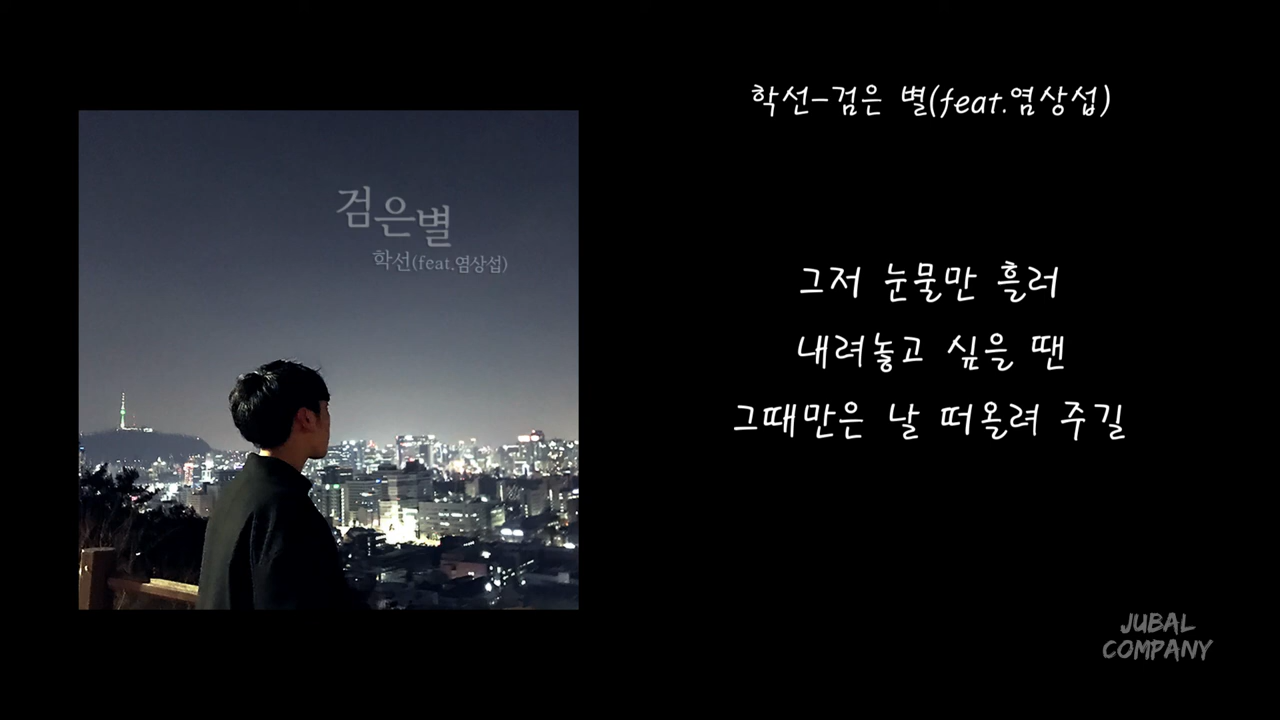 검은별
학선(feat.염상섭)
학선-검은 별(feat.염상섭)
그저 눈물만 흘러
내려놓고 싶을 땐
그때만은 날 떠올려 주길
JUBAL
COMPANY